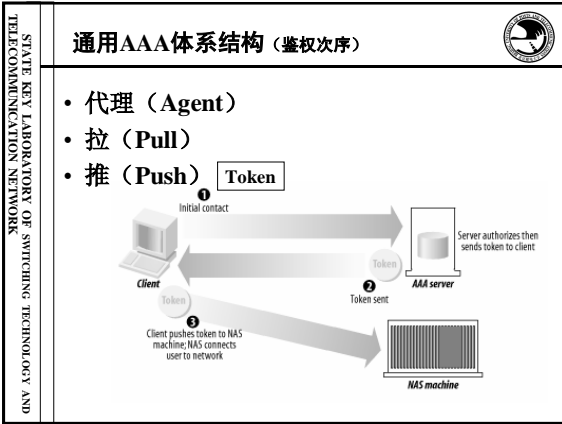 STATE KEY LABORATORY OF SWITCHING TECHNOLOGY AND
TELECOMMUNICATION NETWORK
通用AAA体系结构(鉴权次序)
• 代理(Agent)
• 拉(Pull)
• 推(Push) Token
1
Initial contact
Server authorizes then
sends token to client
Token
Client
2
Token sent
AAA server
Token
3
Client pushes token to NAS
machine; NAS connects
user to network
NAS machine